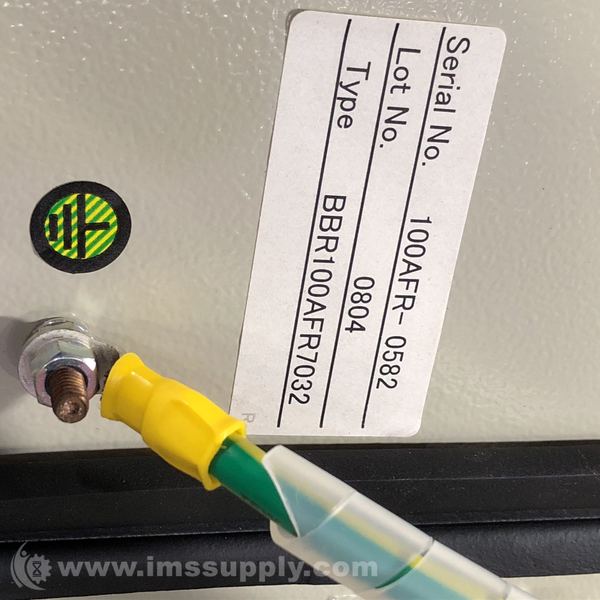 Serial No. 100AFR- 0582
Lot No. 0804
Type BBR100AFR7032
R
www.imssupply.com